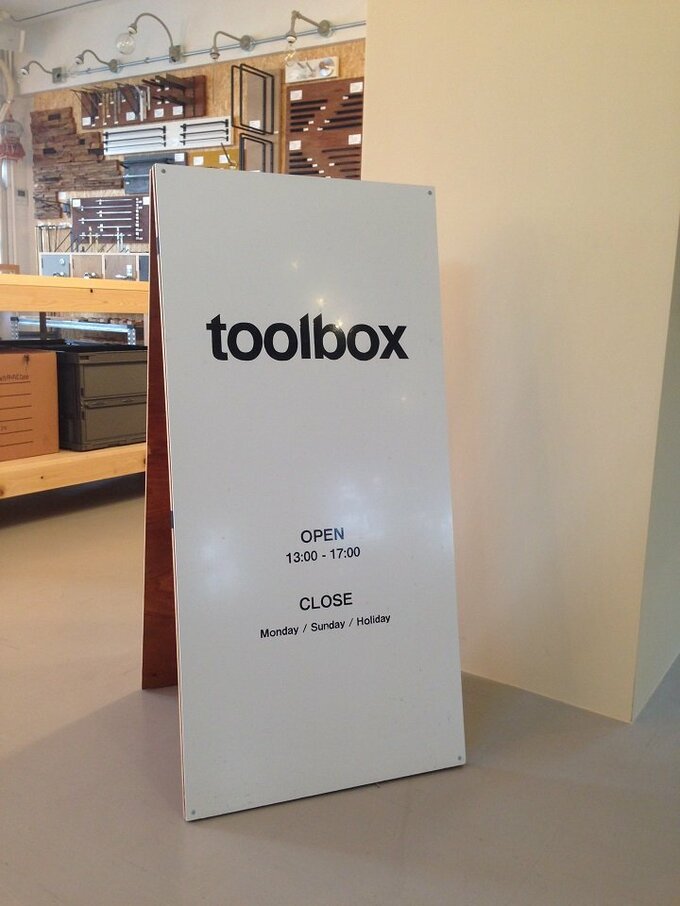 toolbox
OPEN
13:00 - 17:00
CLOSE
Monday / Sunday / Holiday